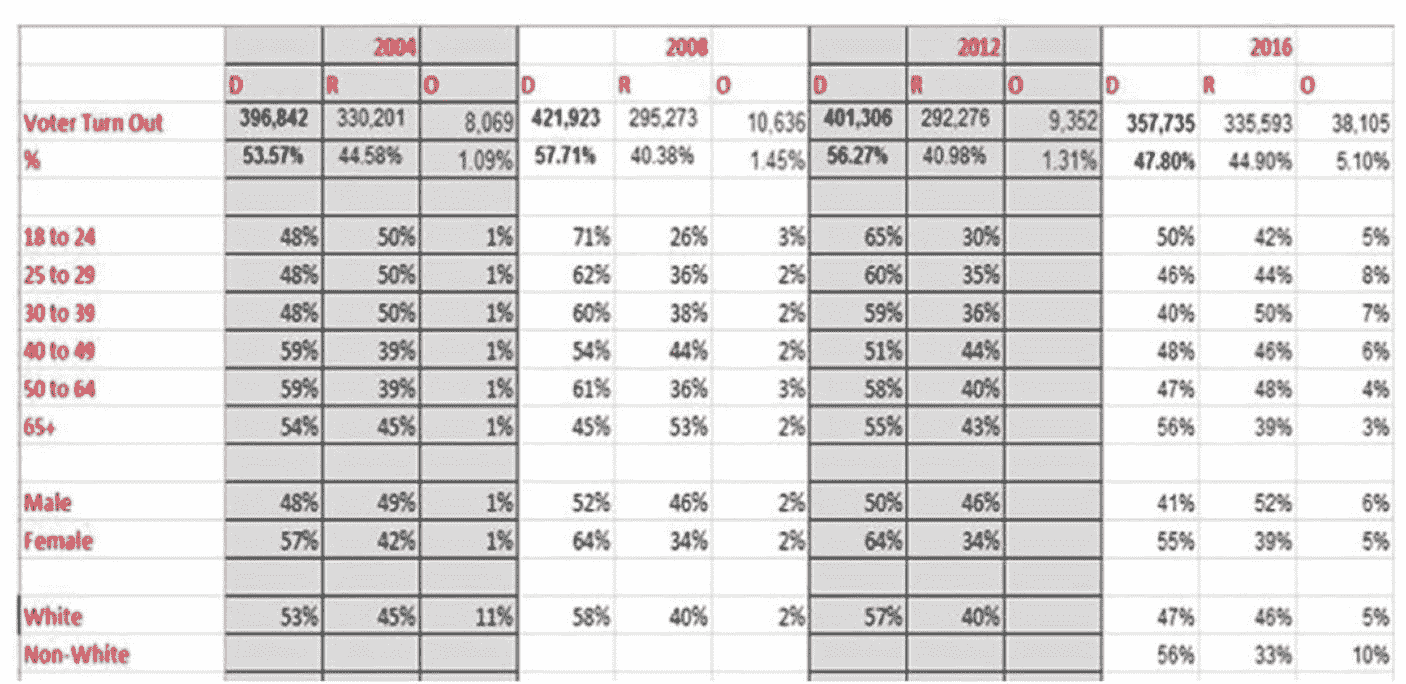 2004 2008 2012 2016
D R O D R O D R O D R O
Voter Turn Out 396,842 330,201 8,069 421,923 295,273 10,636 401,306 292,276 9,352 357,735 335,593 38,105
% 53.57% 44.58% 1.09% 57.71% 40.38% 1.45% 56.27% 40.98% 1.31% 47.80% 44.90% 5.10%
18 to 24 48% 50% 1% 71% 26% 3% 65% 30% 50% 42% 5%
25 to 29 48% 50% 1% 62% 36% 2% 60% 35% 46% 44% 8%
30 to 39 48% 50% 1% 60% 38% 2% 59% 36% 40% 50% 7%
40 to 49 59% 39% 1% 54% 44% 2% 51% 44% 48% 46% 6%
50 to 64 59% 39% 1% 61% 36% 3% 58% 40% 47% 48% 4%
65+ 54% 45% 1% 45% 53% 2% 55% 43% 56% 39% 3%
Male 48% 49% 1% 52% 46% 2% 50% 46% 41% 52% 6%
Female 57% 42% 1% 64% 34% 2% 64% 34% 55% 39% 5%
White 53% 45% 11% 58% 40% 2% 57% 40% 47% 46% 5%
Non-White 56% 33% 10%